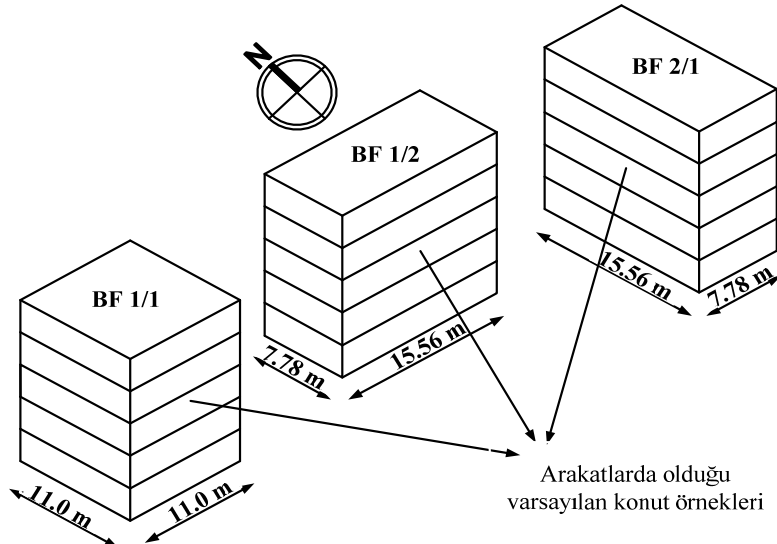 N
BF 2/1
BF 1/2
BF 1/1
15.56 m
7.78 m
7.78 m
15.56 m
11.0 m
11.0 m
Arakatlarda olduğu
varsayılan konut örnekleri